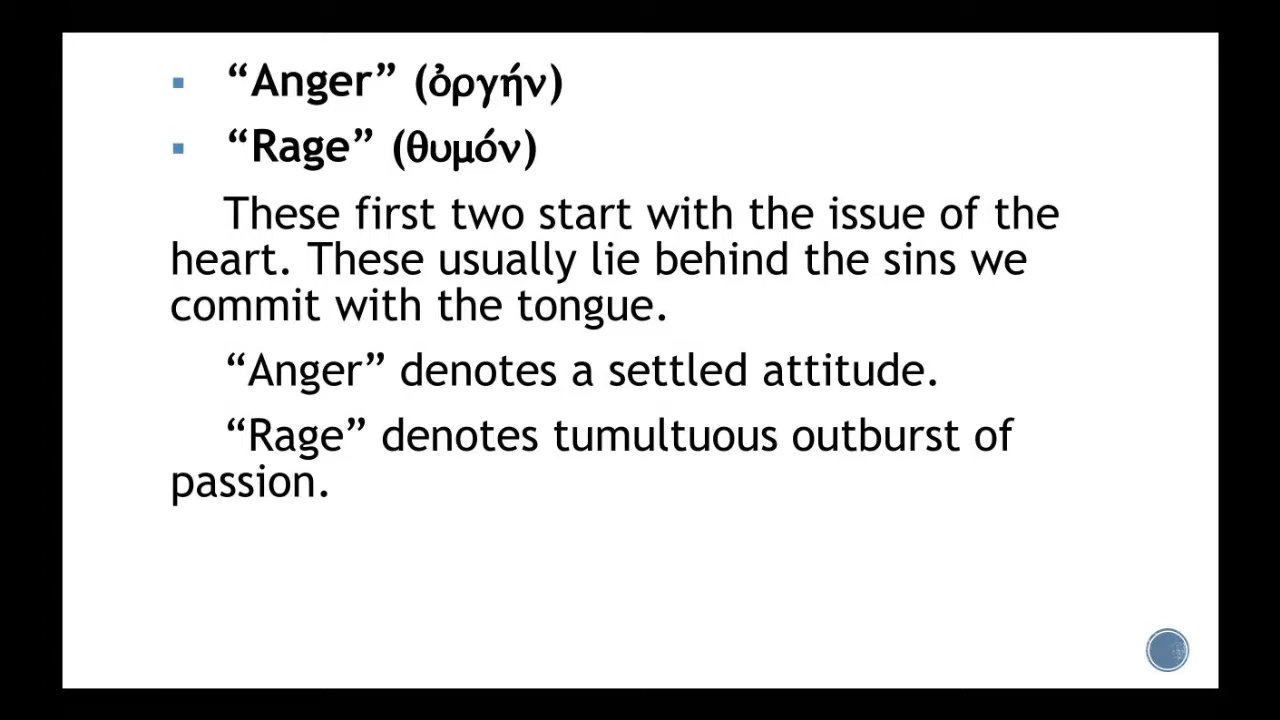 ▪ “Anger” (ὀργήν)
▪ “Rage” (θυμόν)
These first two start with the issue of the
heart. These usually lie behind the sins we
commit with the tongue.
“Anger” denotes a settled attitude.
“Rage” denotes tumultuous outburst of
passion.